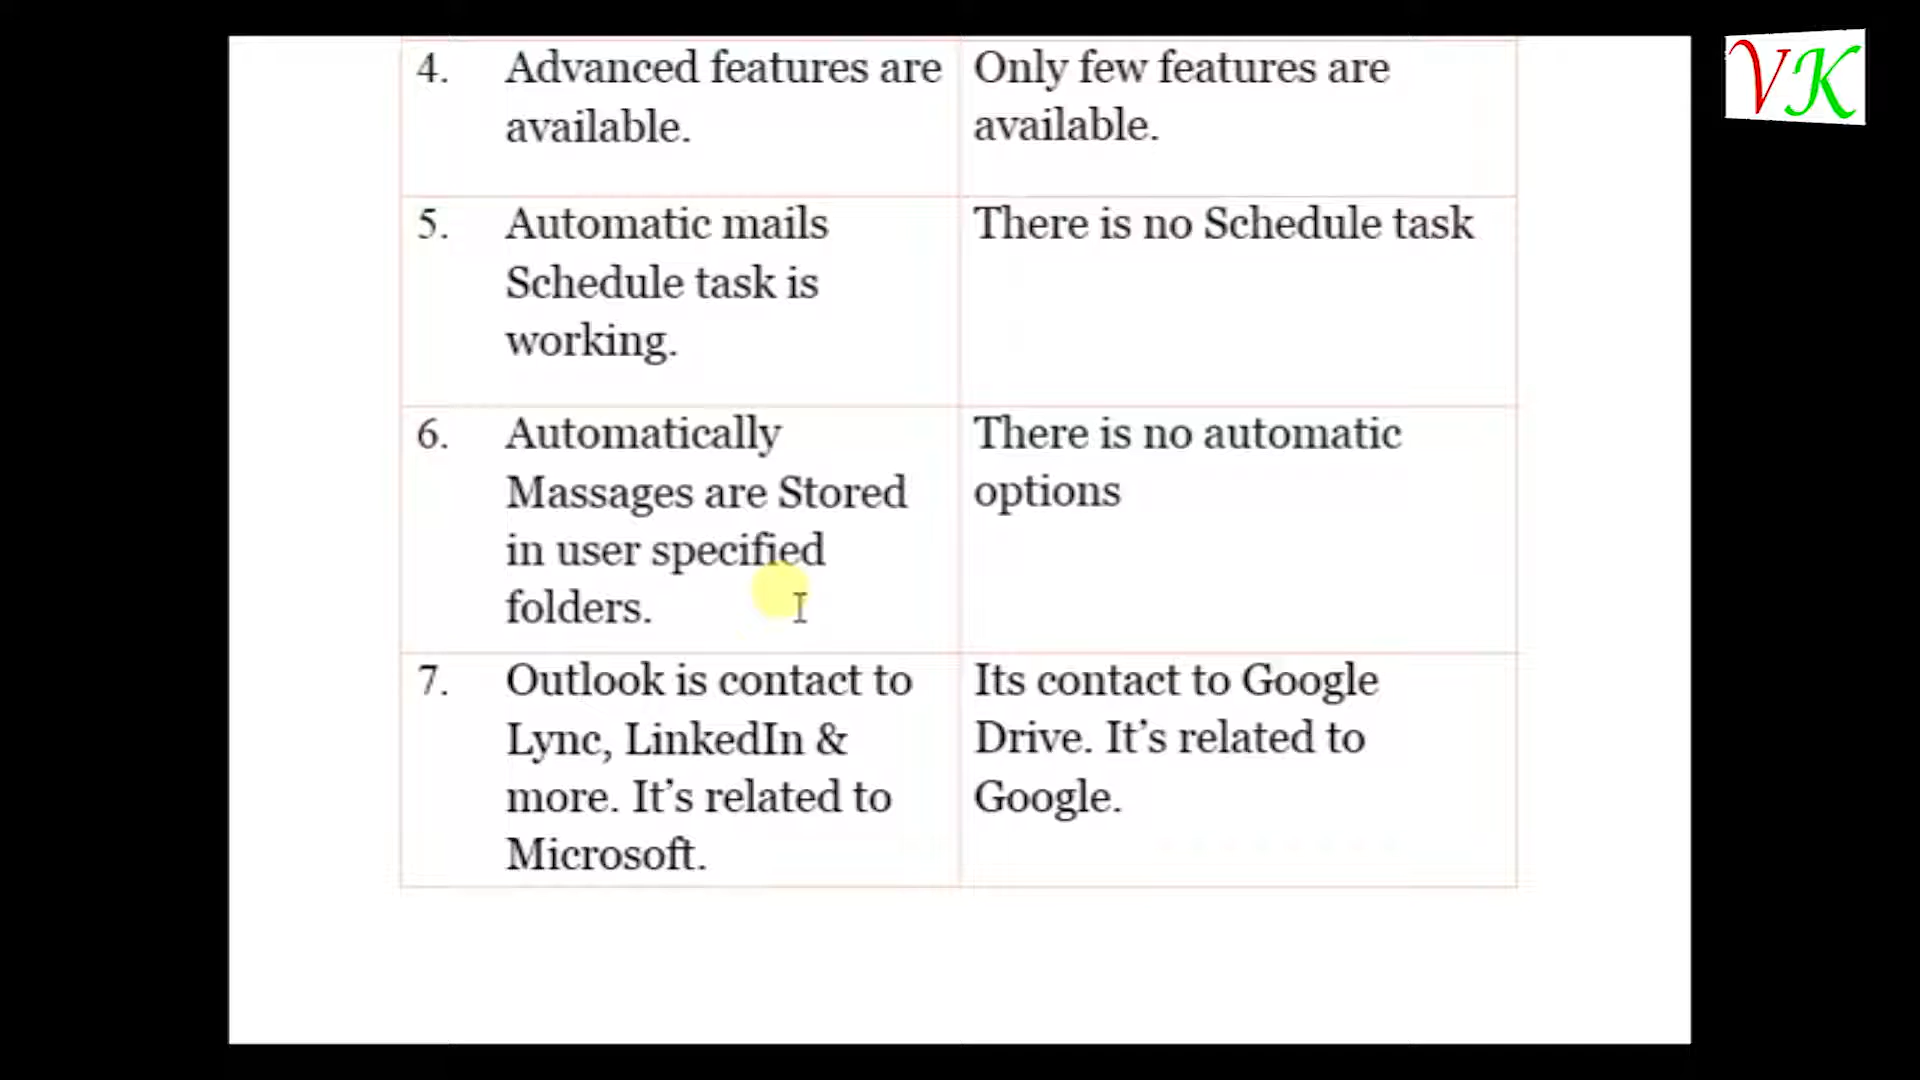 4. Advanced features are
available.
Only few features are
available.
5. Automatic mails
Schedule task is
working.
There is no Schedule task
6. Automatically
Massages are Stored
in user specified
folders.
There is no automatic
options
7. Outlook is contact to
Lync, LinkedIn &
more. It’s related to
Microsoft.
Its contact to Google
Drive. It’s related to
Google.
VK